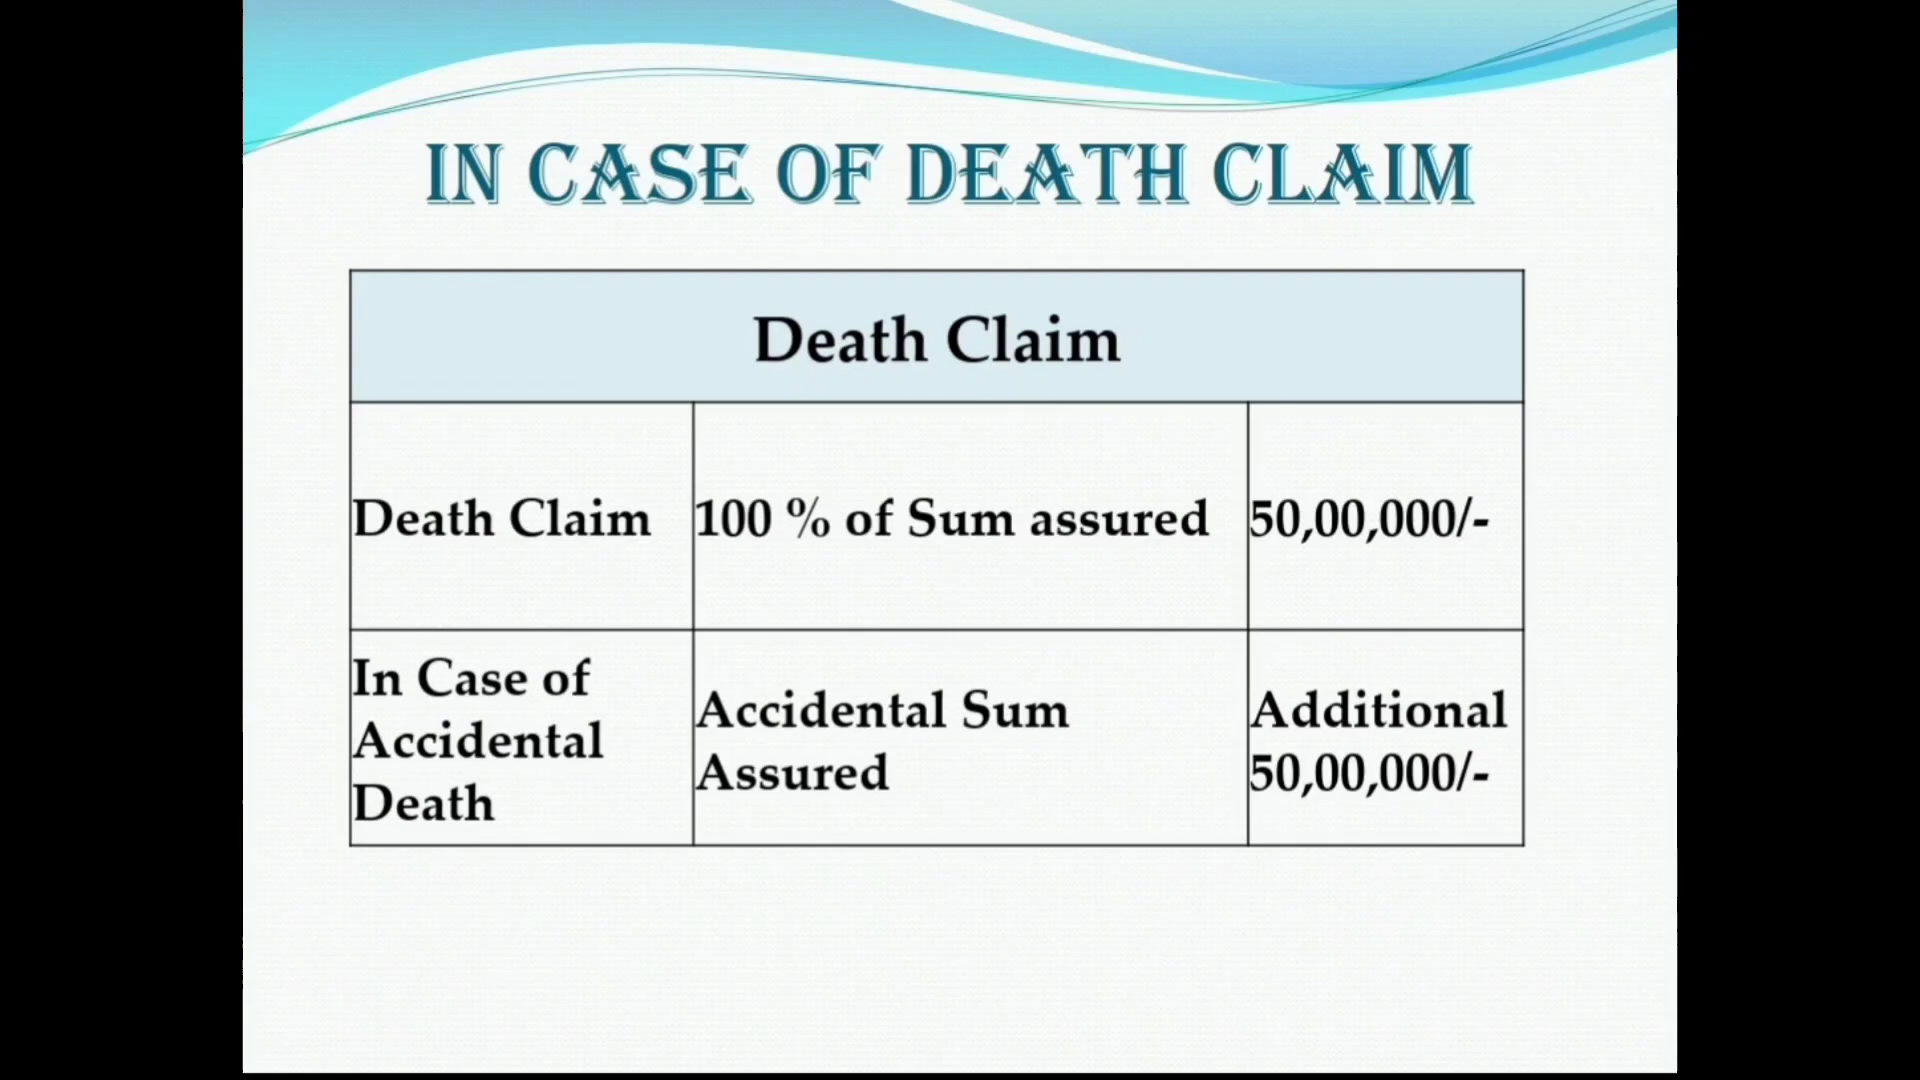 IN CASE OF DEATH CLAIM
Death Claim
Death Claim
100 % of Sum assured
50,00,000/-
In Case of
Accidental
Death
Accidental Sum
Assured
Additional
50,00,000/-